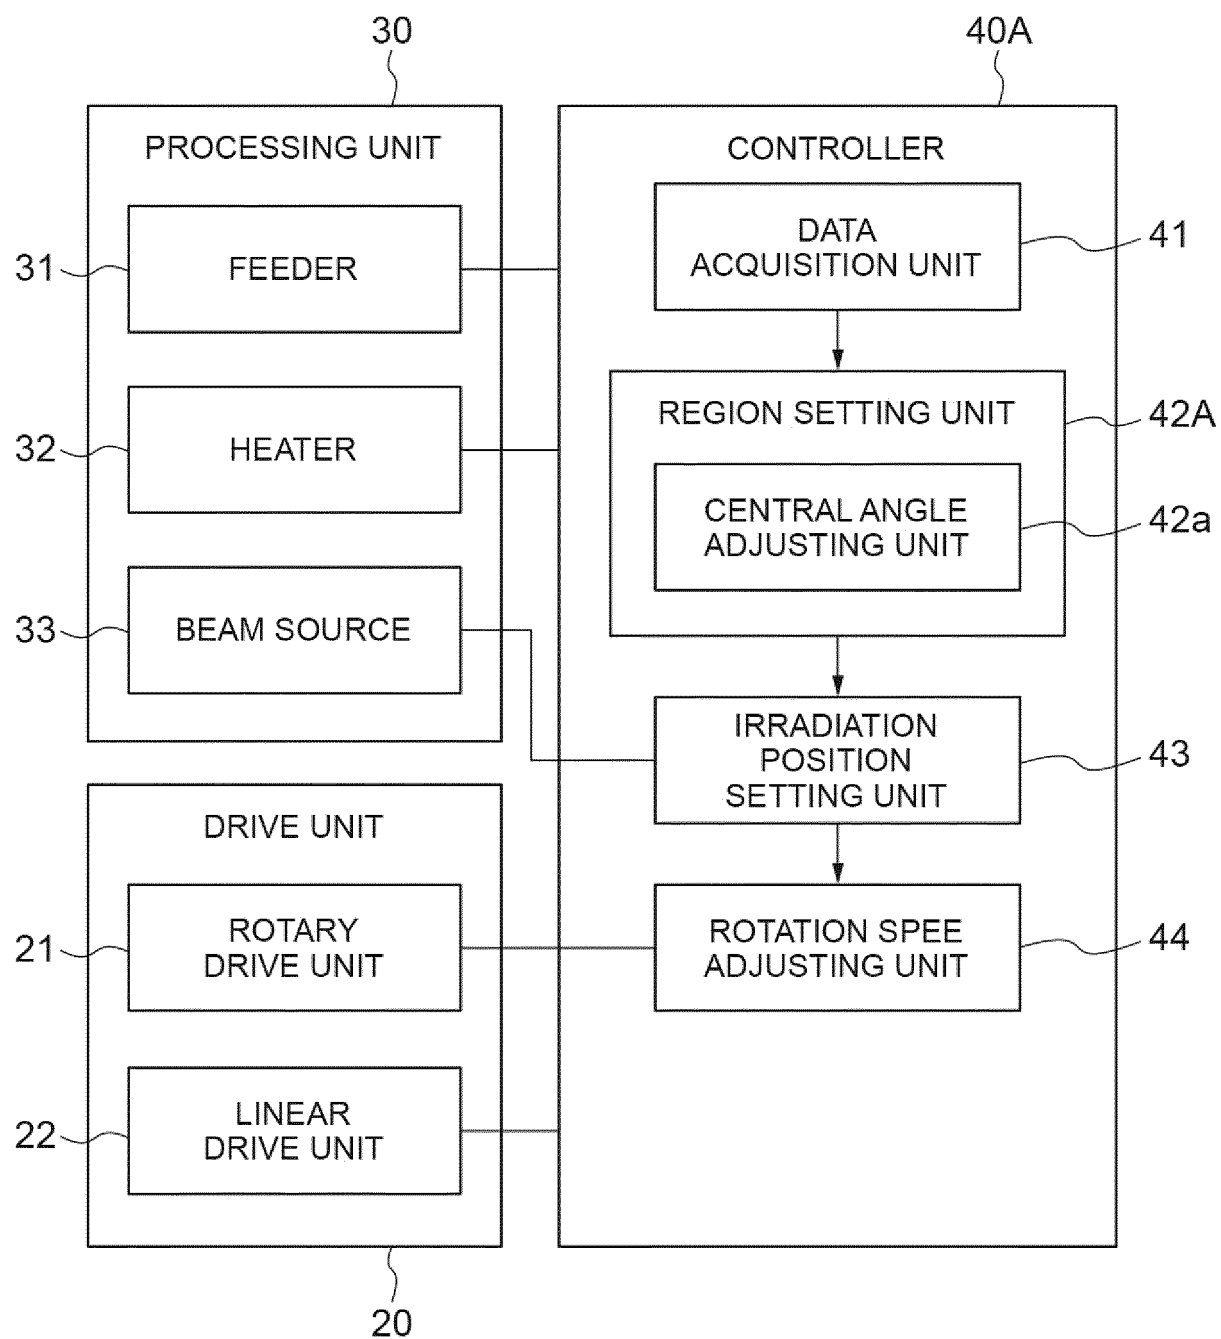 30
40A
PROCESSING UNIT
31
FEEDER
32
HEATER
33
BEAM SOURCE
DRIVE UNIT
21
ROTARY
DRIVE UNIT
22
LINEAR
DRIVE UNIT
20
CONTROLLER
DATA
ACQUISITION UNIT
41
REGION SETTING UNIT
42A
CENTRAL ANGLE
ADJUSTING UNIT
42a
IRRADIATION
POSITION
SETTING UNIT
43
ROTATION SPEE
ADJUSTING UNIT
44